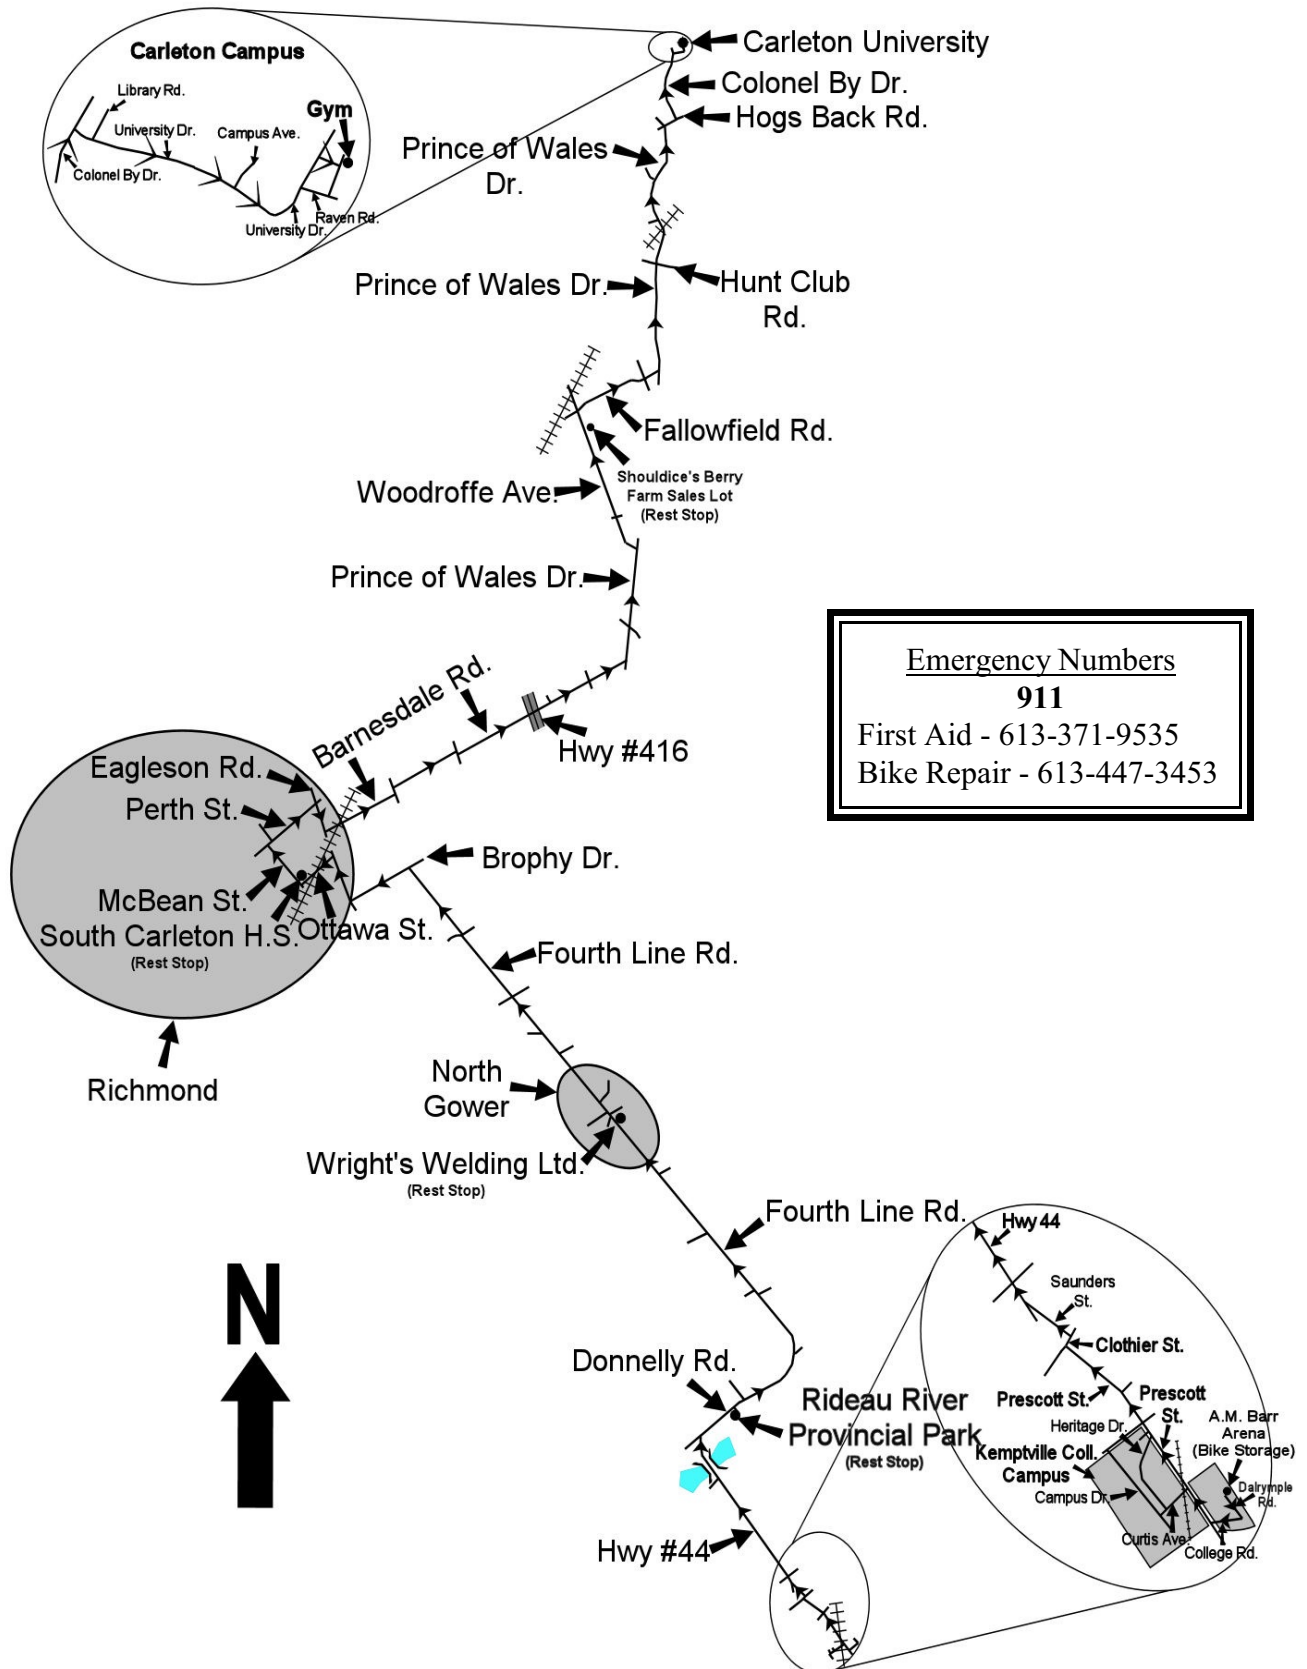 Carleton Campus
Library Rd.
Gym
University Dr.
Campus Ave.
Colonel By Dr.
Raven Rd.
University Dr.
Carleton University
Colonel By Dr.
Hogs Back Rd.
Prince of Wales
Dr.
Prince of Wales Dr.
Hunt Club
Rd.
Fallowfield Rd.
Shouldice's Berry
Farm Sales Lot
(Rest Stop)
Woodroffe Ave.
Prince of Wales Dr.
Emergency Numbers
911
First Aid - 613-371-9535
Bike Repair - 613-447-3453
Barnesdale Rd.
Hwy #416
Eagleson Rd.
Perth St.
Brophy Dr.
McBean St.
South Carleton H.S.
(Rest Stop)
Ottawa St.
Fourth Line Rd.
Richmond
North
Gower
Wright's Welding Ltd.
(Rest Stop)
Fourth Line Rd.
N
Donnelly Rd.
Rideau River
Provincial Park
(Rest Stop)
Hwy #44
Hwy 44
Saunders
St.
Clothier St.
Prescott St.
Prescott
St.
A.M. Barr
Arena
(Bike Storage)
Heritage Dr.
Kemptville Coll.
Campus
Campus Dr.
Dalrymple
Rd.
Curtis Ave.
College Rd.